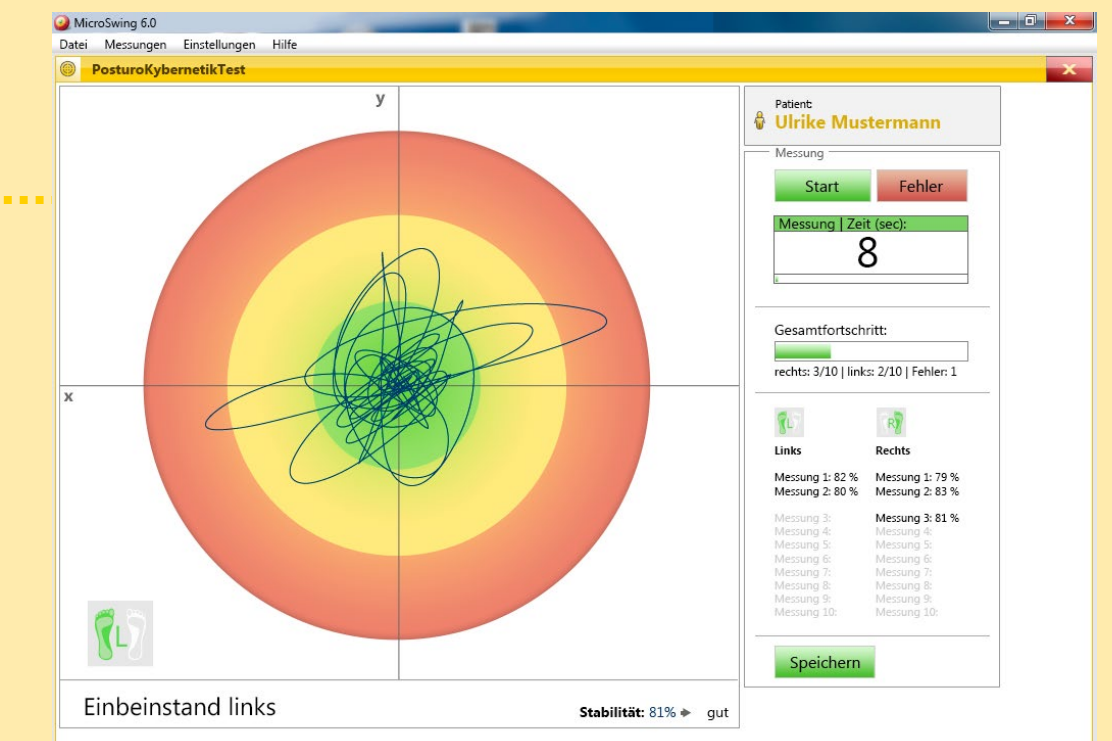 MicroSwing 6.0
Datei Messungen Einstellungen Hilfe
PosturoKybernetikTest
y
x
L
Einbeinstand links
Stabilität: 81% gut
Patient:
Ulrike Mustermann
Messung
Start Fehler
Messung | Zeit (sec):
8
Gesamtfortschritt:
rechts: 3/10 | links: 2/10 | Fehler: 1
L R
Links Rechts
Messung 1: 82 % Messung 1: 79 %
Messung 2: 80 % Messung 2: 83 %
Messung 3: Messung 3: 81 %
Messung 4: Messung 4:
Messung 5: Messung 5:
Messung 6: Messung 6:
Messung 7: Messung 7:
Messung 8: Messung 8:
Messung 9: Messung 9:
Messung 10: Messung 10:
Speichern